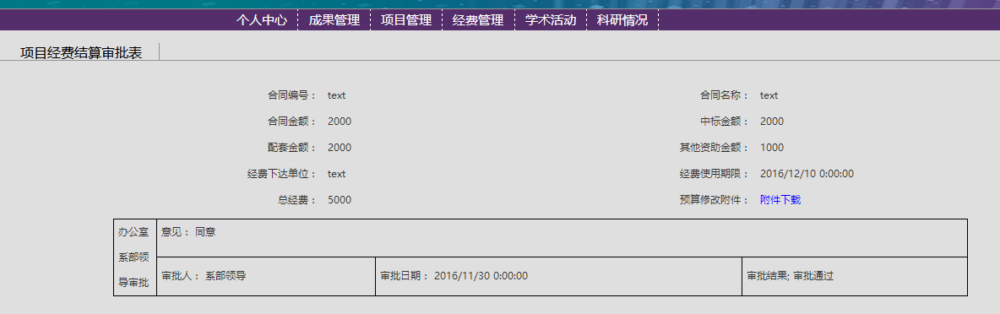 个人中心 成果管理 项目管理 经费管理 学术活动 科研情况
项目经费结算审批表
合同编号： text 合同名称： text
合同金额： 2000 中标金额： 2000
配套金额： 2000 其他资助金额： 1000
经费下达单位： text 经费使用期限： 2016/12/10 0:00:00
总经费： 5000 预算修改附件： 附件下载
办公室
系部领
导审批
意见： 同意
审批人： 系部领导 审批日期： 2016/11/30 0:00:00 审批结果; 审批通过